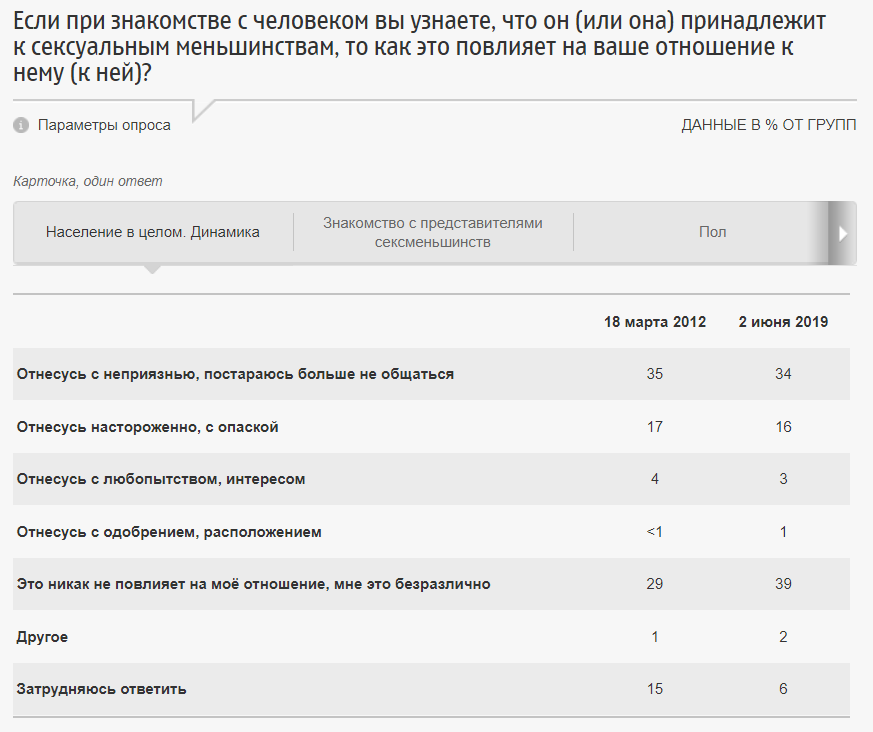 Если при знакомстве с человеком вы узнаете, что он (или она) принадлежит
к сексуальным меньшинствам, то как это повлияет на ваше отношение к
нему (к ней)?
i Параметры опроса ДАННЫЕ В % ОТ ГРУПП
Карточка, один ответ
Население в целом. Динамика
Знакомство с представителями
сексменьшинств
Пол
18 марта 2012 2 июня 2019
Отнесусь с неприязнью, постараюсь больше не общаться 35 34
Отнесусь настороженно, с опаской 17 16
Отнесусь с любопытством, интересом 4 3
Отнесусь с одобрением, расположением <1 1
Это никак не повлияет на моё отношение, мне это безразлично 29 39
Другое 1 2
Затрудняюсь ответить 15 6